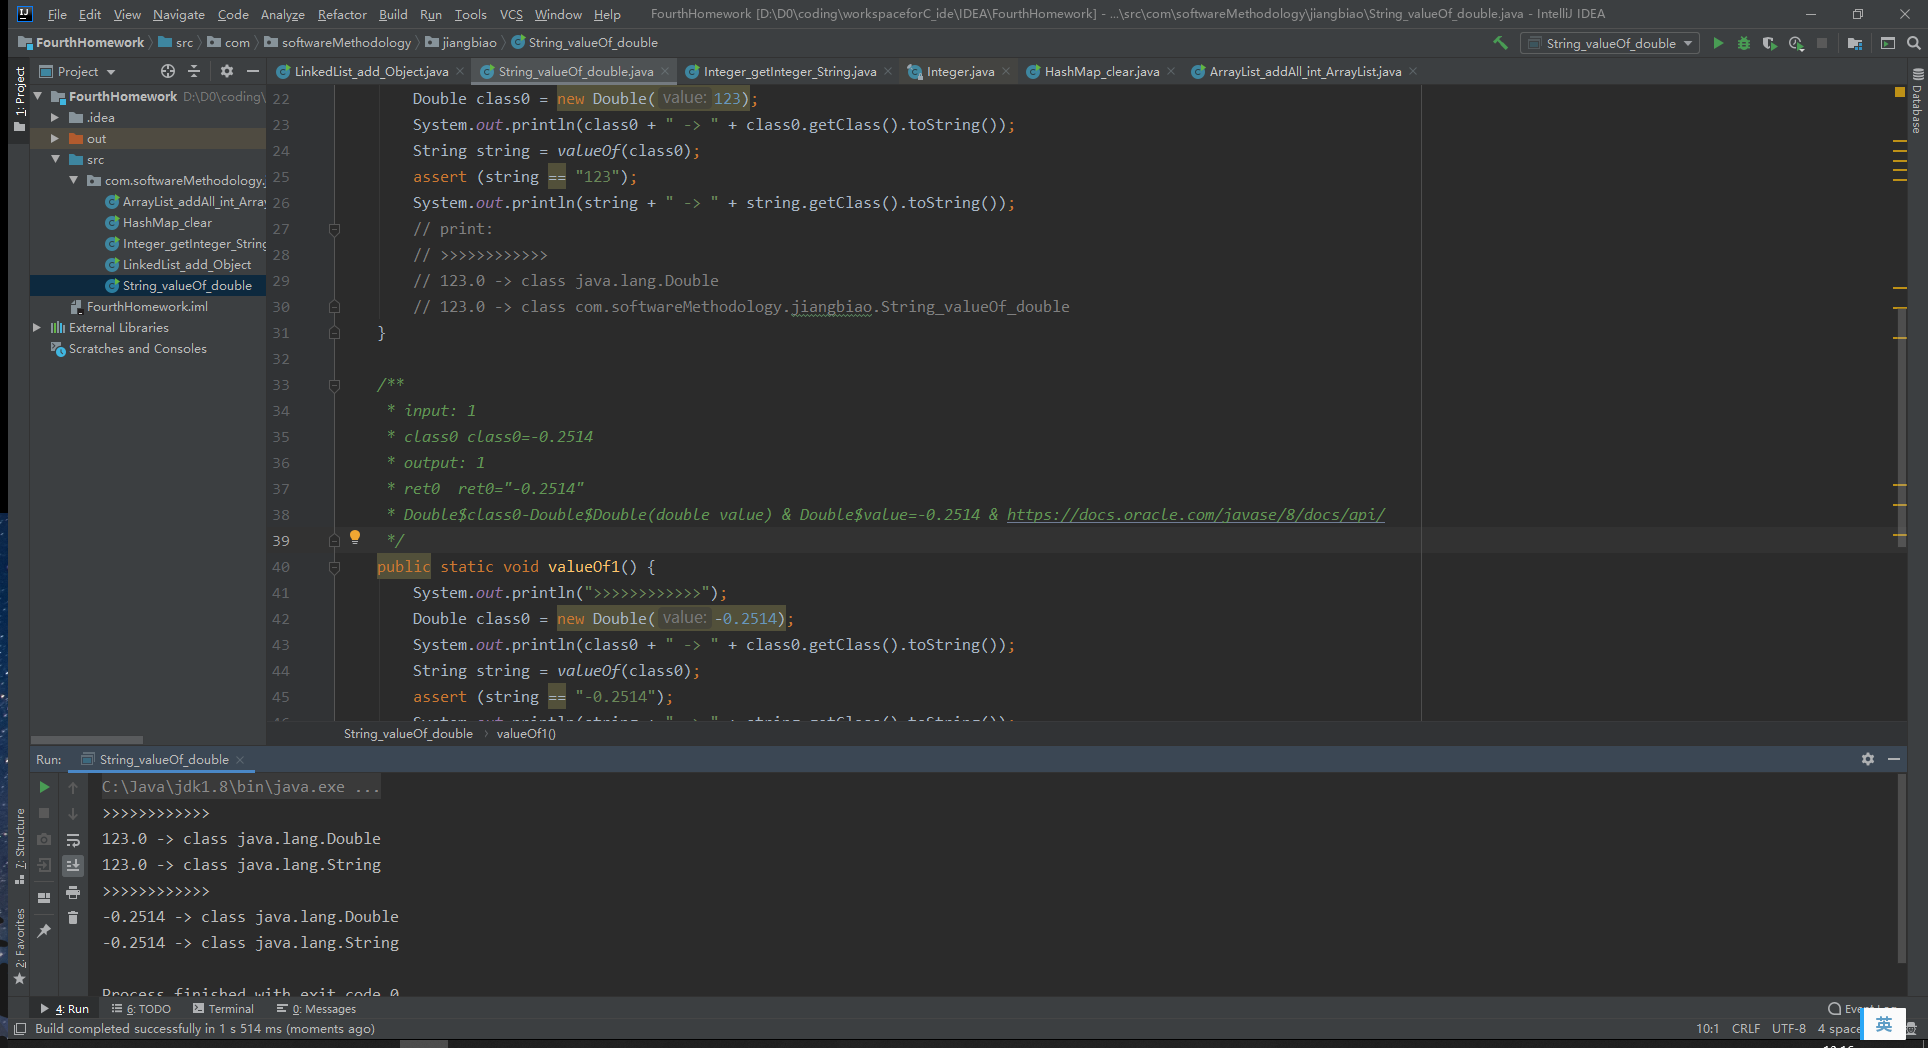 File Edit View Navigate Code Analyze Refactor Build Run Tools VCS Window Help FourthHomework [D:\D0\coding\workspaceforC_ide\IDEA\FourthHomework] - ...\src\com\softwareMethodology\jiangbiao\String_valueOf_double.java - IntelliJ IDEA
FourthHomework src com softwareMethodology jiangbiao String_valueOf_double String_valueOf_double
Project LinkedList_add_Object.java String_valueOf_double.java Integer_getInteger_String.java Integer.java HashMap_clear.java ArrayList_addAll_int_ArrayList.java
1: Project
Database
FourthHomework D:\D0\coding\
.idea
out
src
com.softwareMethodology.
ArrayList_addAll_int_Array
HashMap_clear
Integer_getInteger_String
LinkedList_add_Object
String_valueOf_double
FourthHomework.iml
External Libraries
Scratches and Consoles
22 Double class0 = new Double( value: 123);
23 System.out.println(class0 + " -> " + class0.getClass().toString());
24 String string = valueOf(class0);
25 assert (string == "123");
26 System.out.println(string + " -> " + string.getClass().toString());
27 // print:
28 // >>>>>>>>>>>>
29 // 123.0 -> class java.lang.Double
30 // 123.0 -> class com.softwareMethodology.jiangbiao.String_valueOf_double
31 }
32
33 /**
34 * input: 1
35 * class0 class0=-0.2514
36 * output: 1
37 * ret0  ret0="-0.2514"
38 * Double$class0-Double$Double(double value) & Double$value=-0.2514 & https://docs.oracle.com/javase/8/docs/api/
39 */
40 public static void valueOf1() {
41 System.out.println(">>>>>>>>>>>>");
42 Double class0 = new Double( value: -0.2514);
43 System.out.println(class0 + " -> " + class0.getClass().toString());
44 String string = valueOf(class0);
45 assert (string == "-0.2514");
46 System.out.println(string + " -> " + string.getClass().toString());
String_valueOf_double valueOf1()
Run: String_valueOf_double
C:\Java\jdk1.8\bin\java.exe ...
>>>>>>>>>>>>
123.0 -> class java.lang.Double
123.0 -> class java.lang.String
>>>>>>>>>>>>
-0.2514 -> class java.lang.Double
-0.2514 -> class java.lang.String
Process finished with exit code 0
7: Structure
2: Favorites
4: Run 6: TODO Terminal 0: Messages Event Log
Build completed successfully in 1 s 514 ms (moments ago) 10:1 CRLF UTF-8 4 space
英